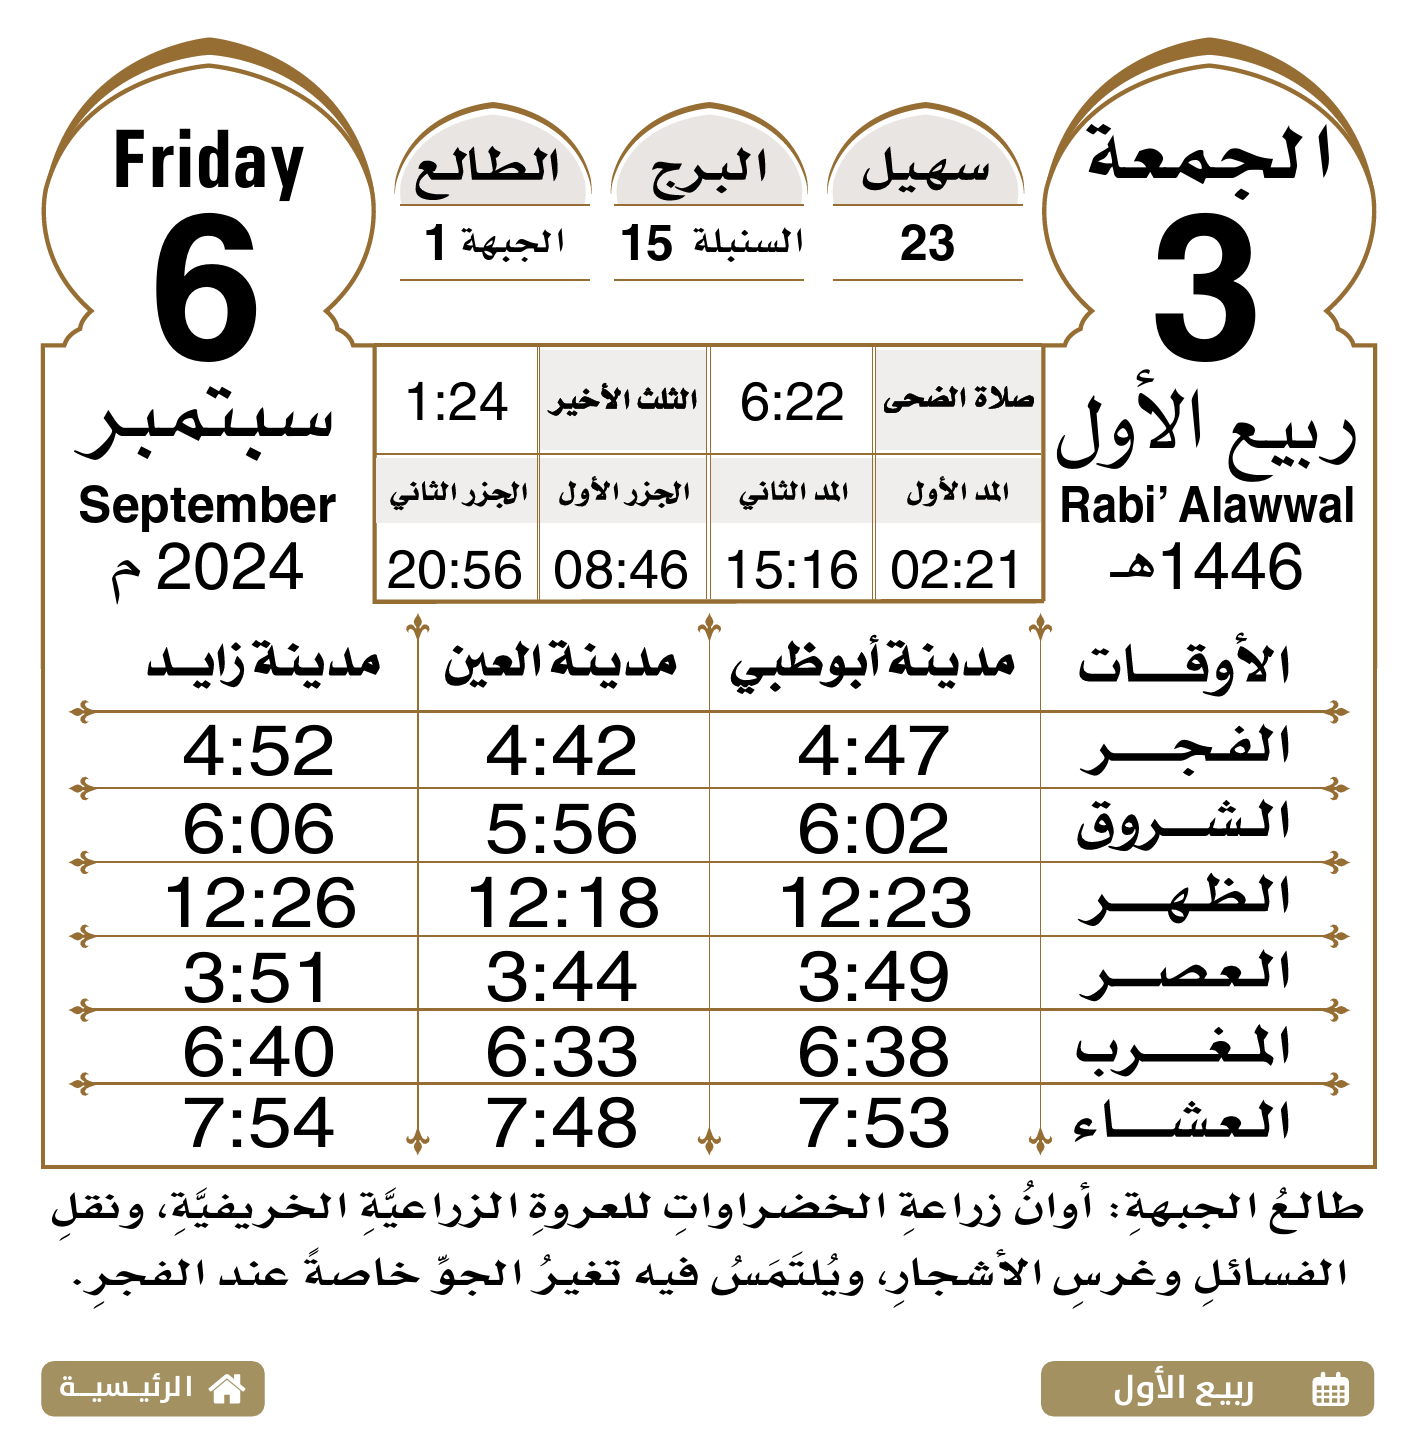 الجمعة
3
ربيع الأول
Rabi’ Alawwal
1446هـ
سهيل
23
البرج
السنبلة 15
الطالع
الجبهة 1
Friday
6
سبتمبر
September
2024 م
صلاة الضحى 6:22 الثلث الأخير 1:24
المد الأول المد الثاني الجزر الأول الجزر الثاني
02:21 15:16 08:46 20:56
الأوقات مدينة أبوظبي مدينة العين مدينة زايد
الفجر 4:47 4:42 4:52
الشروق 6:02 5:56 6:06
الظهر 12:23 12:18 12:26
العصر 3:49 3:44 3:51
المغرب 6:38 6:33 6:40
العشاء 7:53 7:48 7:54
طالعُ الجبهةِ: أوانُ زراعةِ الخضراواتِ للعروةِ الزراعيَّةِ الخريفيَّةِ، ونقلِ
الفسائلِ وغرسِ الأشجارِ، ويُلتَمَسُ فيه تغيرُ الجوِّ خاصةً عند الفجرِ.
ربيع الأول
الرئيسية